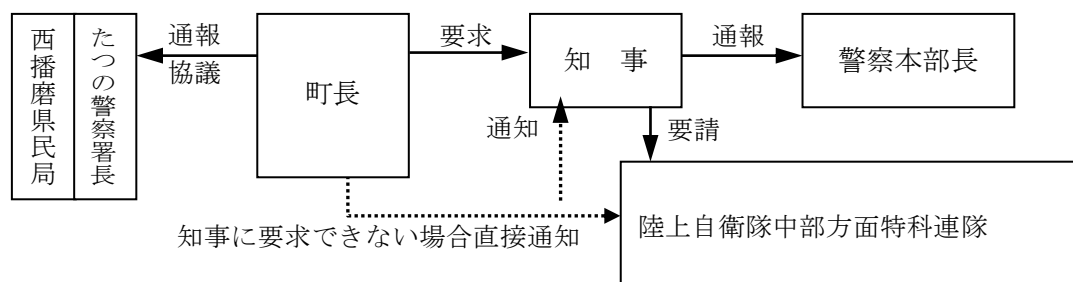 西播磨県民局
たつの警察署長
通報
協議
町長
要求
知　事
通報
警察本部長
通知
要請
陸上自衛隊中部方面特科連隊
知事に要求できない場合直接通知